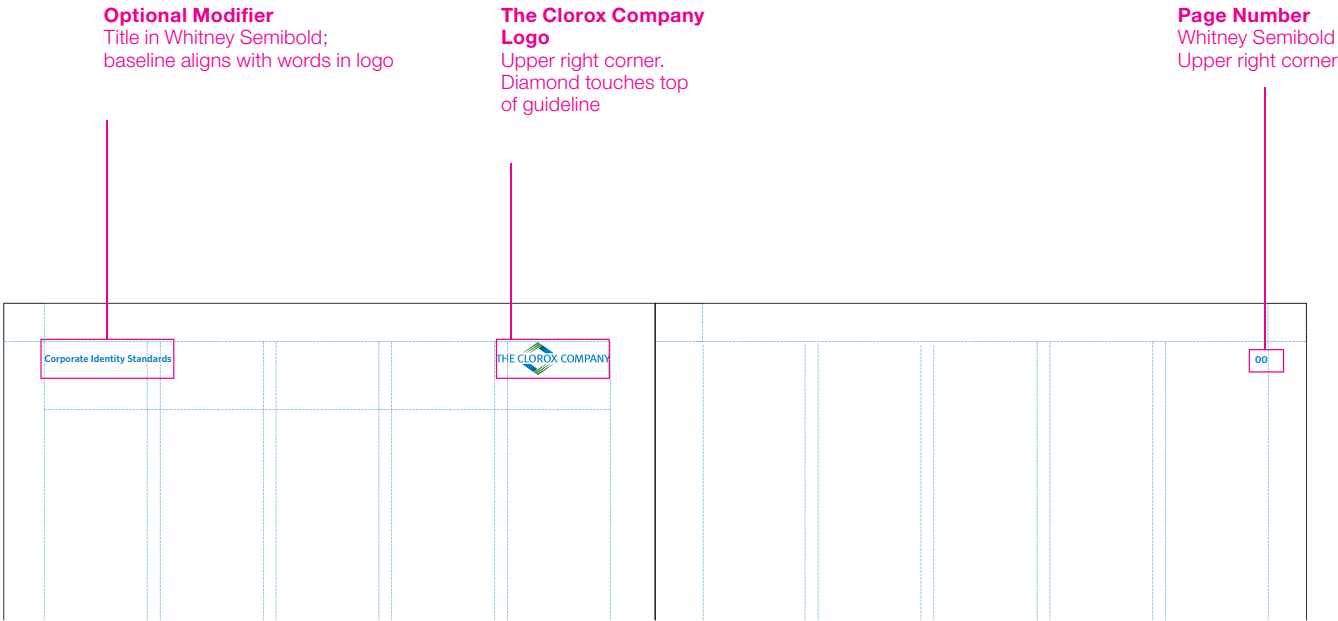 Optional Modifier
Title in Whitney Semibold;
baseline aligns with words in logo
The Clorox Company
Logo
Upper right corner.
Diamond touches top
of guideline
Page Number
Whitney Semibold
Upper right corner
Corporate Identity Standards
THE CLOROX COMPANY
00